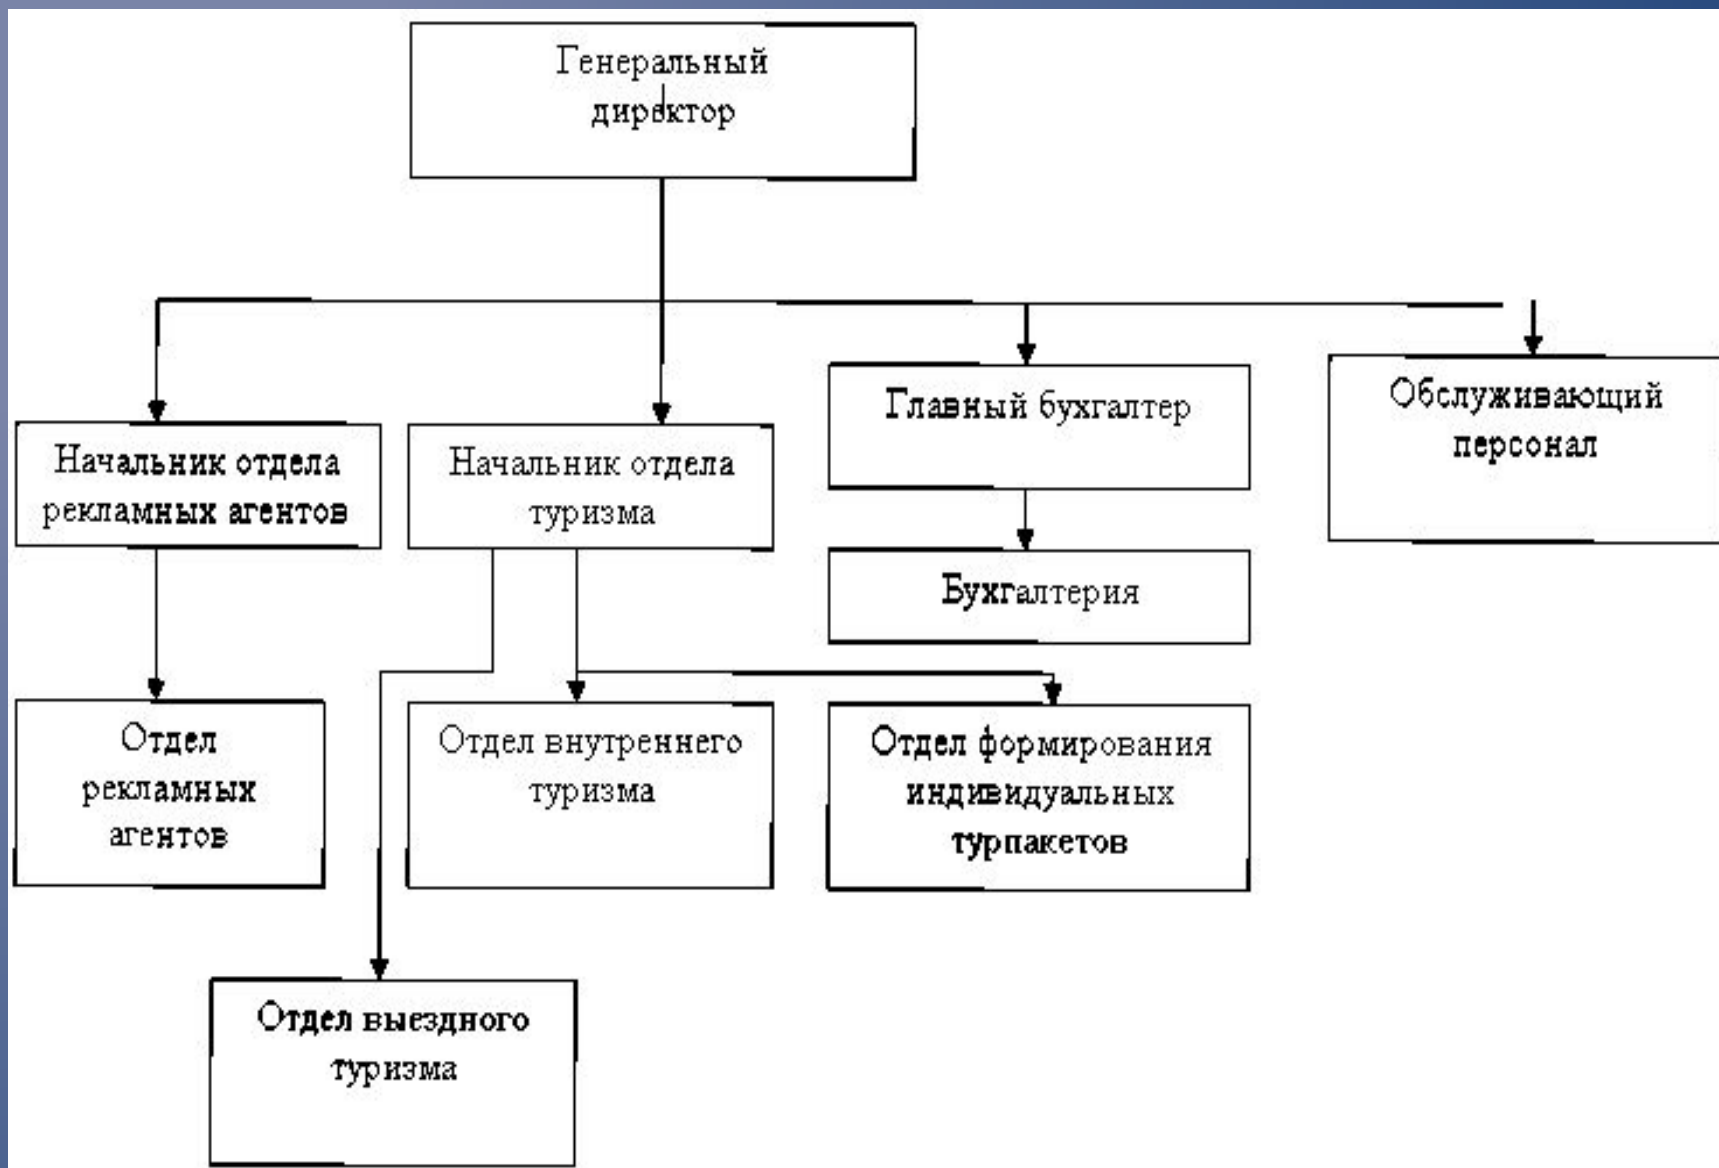 Генеральный
директор
Начальник отдела
рекламных агентов
Начальник отдела
туризма
Главный бухгалтер
Обслуживающий
персонал
Бухгалтерия
Отдел
рекламных
агентов
Отдел внутреннего
туризма
Отдел формирования
индивидуальных
турпакетов
Отдел выездного
туризма